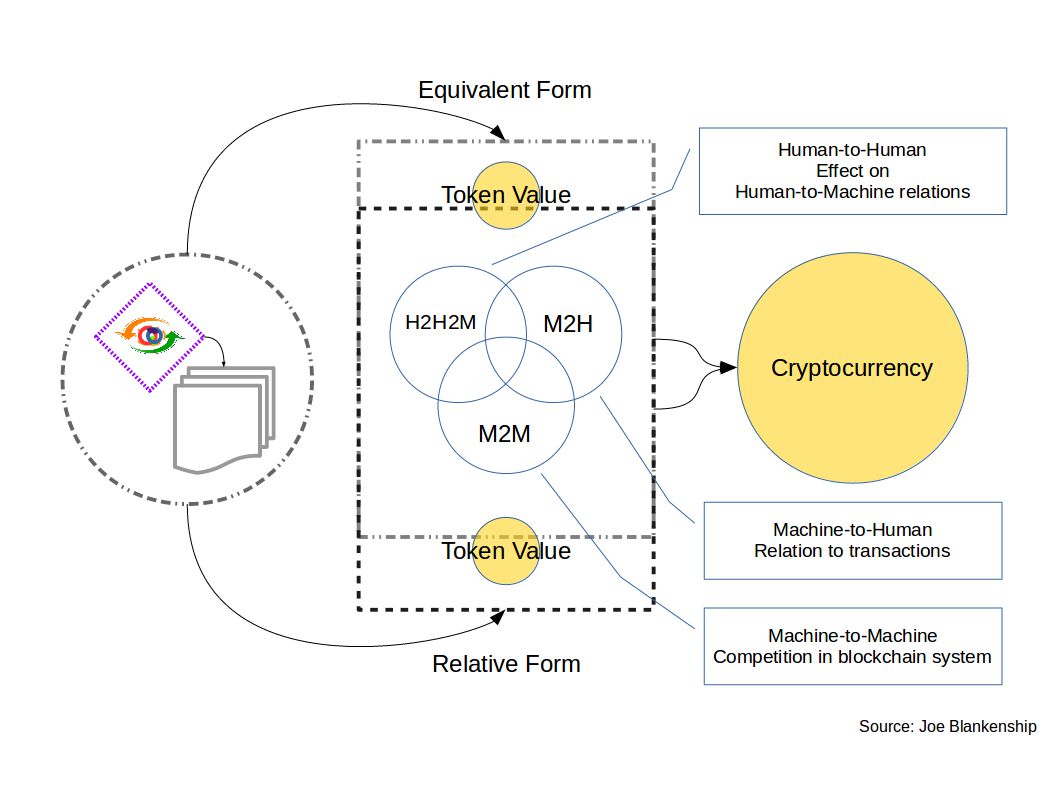 Equivalent Form
Human-to-Human
Effect on
Human-to-Machine relations
Token Value
H2H2M
M2H
Cryptocurrency
M2M
Machine-to-Human
Relation to transactions
Token Value
Machine-to-Machine
Competition in blockchain system
Relative Form
Source: Joe Blankenship